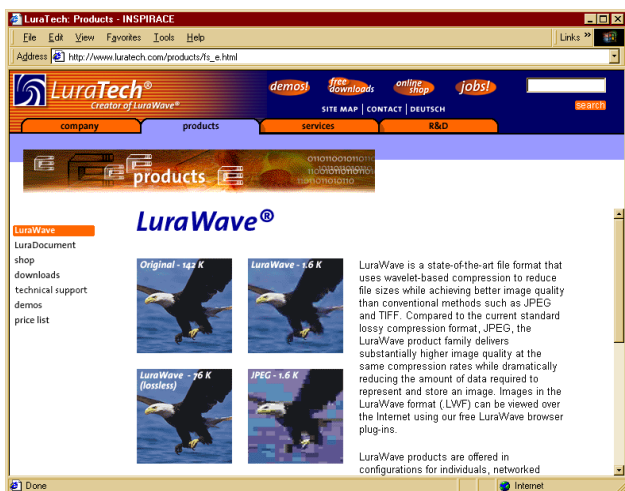 LuraTech: Products - INSPIRACE
File Edit View Favorites Tools Help Links »
Address http://www.luratech.com/products/fs_e.html
LuraTech®
Creator of LuraWave®
demos! free downloads online shop jobs!
SITE MAP | CONTACT | DEUTSCH
search
company products services R&D
products
LuraWave®
LuraWave
LuraDocument
shop
downloads
technical support
demos
price list
Original - 142 K
LuraWave - 1.6 K
LuraWave - 76 K
(lossless)
JPEG - 1.6 K
LuraWave is a state-of-the-art file format that
uses wavelet-based compression to reduce
file sizes while achieving better image quality
than conventional methods such as JPEG
and TIFF. Compared to the current standard
lossy compression format, JPEG, the
LuraWave product family delivers
substantially higher image quality at the
same compression rates while dramatically
reducing the amount of data required to
represent and store an image. Images in the
LuraWave format (.LWF) can be viewed over
the Internet using our free LuraWave browser
plug-ins.
LuraWave products are offered in
configurations for individuals, networked
Done Internet